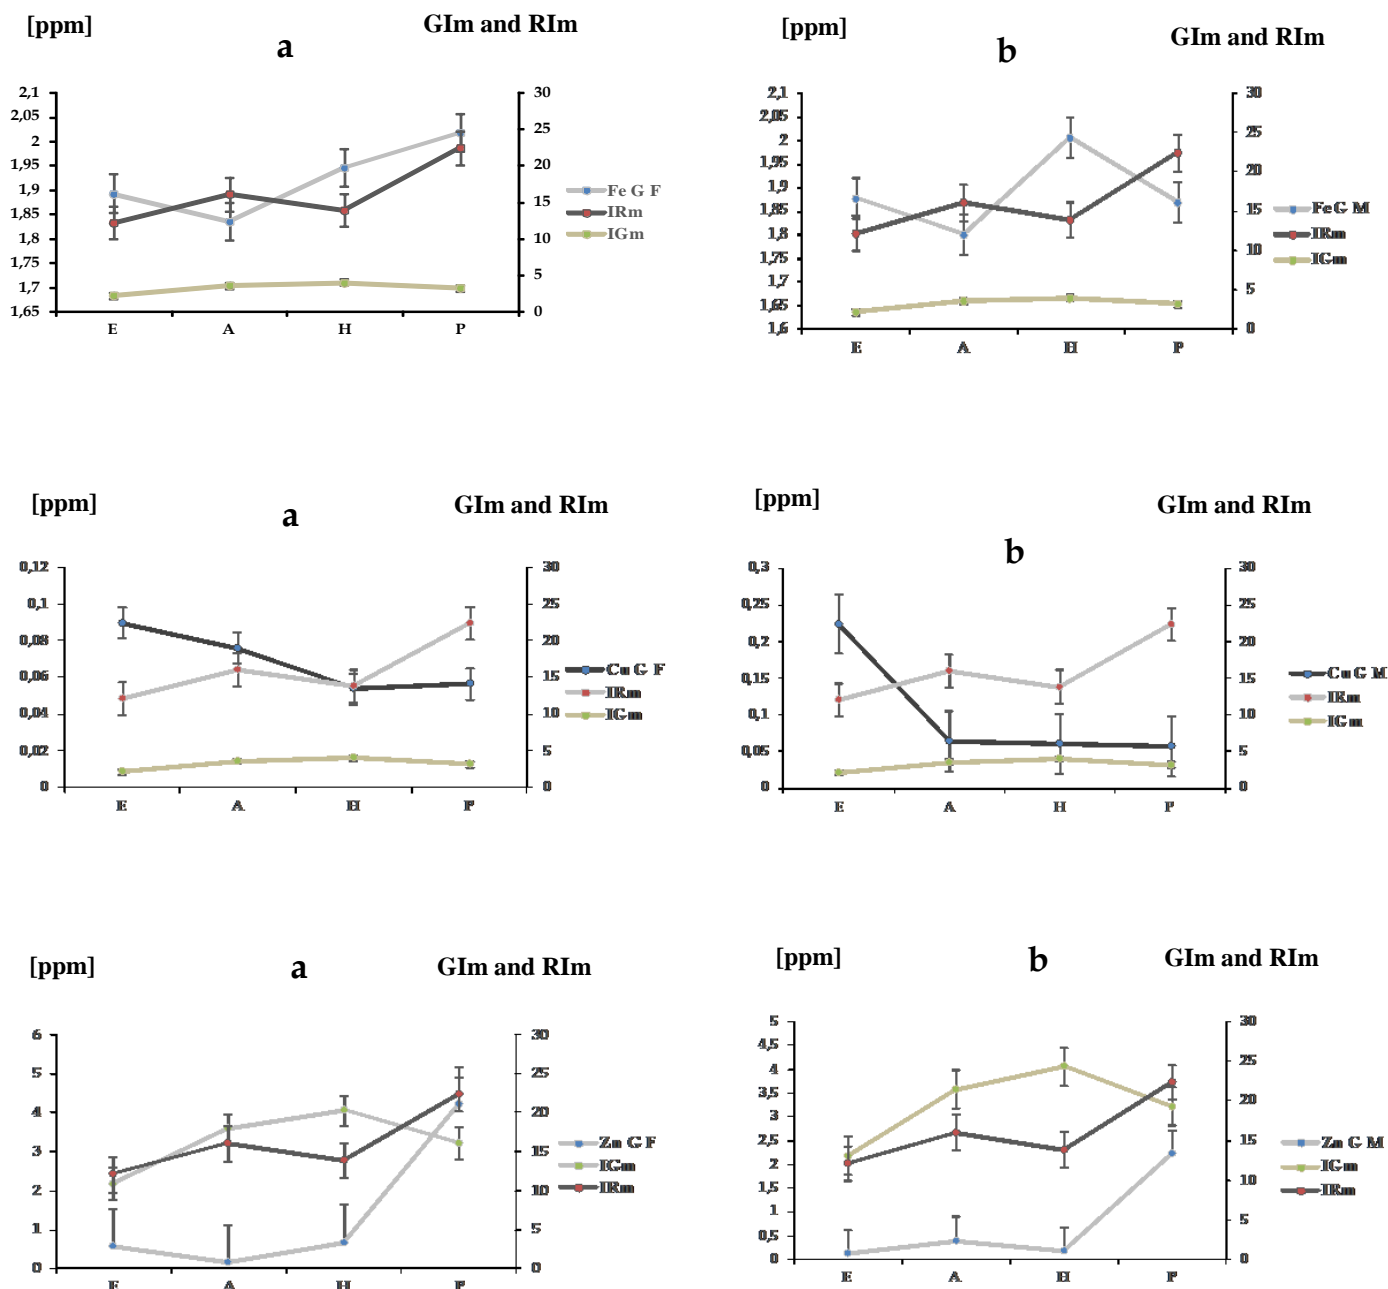 [ppm]
a
GIm and RIm
2,1
2,05
2
1,95
1,9
1,85
1,8
1,75
1,7
1,65
30
25
20
15
10
5
0
E A H P
Fe G F
IRm
IGm
[ppm]
b
GIm and RIm
2,1
2,05
2
1,95
1,9
1,85
1,8
1,75
1,7
1,65
1,6
30
25
20
15
10
5
0
E A H P
Fe G M
IRm
IGm
[ppm]
a
GIm and RIm
0,12
0,1
0,08
0,06
0,04
0,02
0
30
25
20
15
10
5
0
E A H P
Cu G F
IRm
IGm
[ppm]
b
GIm and RIm
0,3
0,25
0,2
0,15
0,1
0,05
0
30
25
20
15
10
5
0
E A H P
Cu G M
IRm
IGm
[ppm]
a
GIm and RIm
6
5
4
3
2
1
0
30
25
20
15
10
5
0
E A H P
Zn G F
IGm
IRm
[ppm]
b
GIm and RIm
5
4,5
4
3,5
3
2,5
2
1,5
1
0,5
0
30
25
20
15
10
5
0
E A H P
Zn G M
IGm
IRm